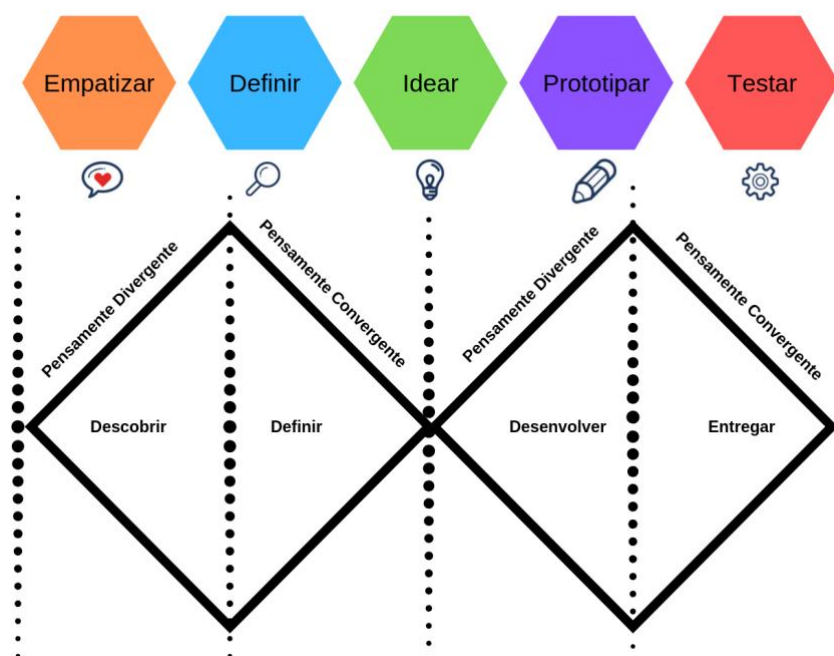 Empatizar
Definir
Idear
Prototipar
Testar
Pensamente Divergente
Pensamente Convergente
Pensamente Divergente
Pensamente Convergente
Descobrir
Definir
Desenvolver
Entregar